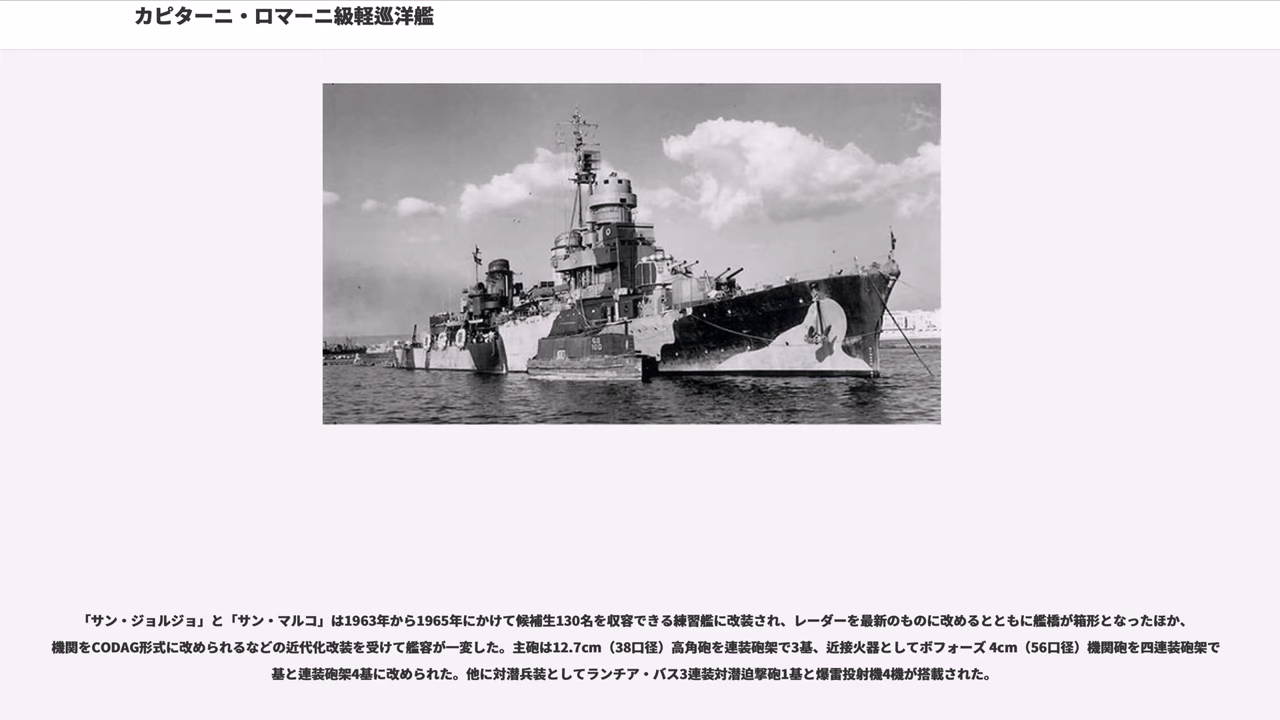 カピターニ・ロマーニ級軽巡洋艦
GR
100
「サン・ジョルジョ」と「サン・マルコ」は1963年から1965年にかけて候補生130名を収容できる練習艦に改装され、レーダーを最新のものに改めるとともに艦橋が箱形となったほか、
機関をCODAG形式に改められるなどの近代化改装を受けて艦容が一変した。主砲は12.7cm（38口径）高角砲を連装砲架で3基、近接火器としてボフォーズ 4cm（56口径）機関砲を四連装砲架で
基と連装砲架4基に改められた。他に対潜兵装としてランチア・バス3連装対潜迫撃砲1基と爆雷投射機4機が搭載された。